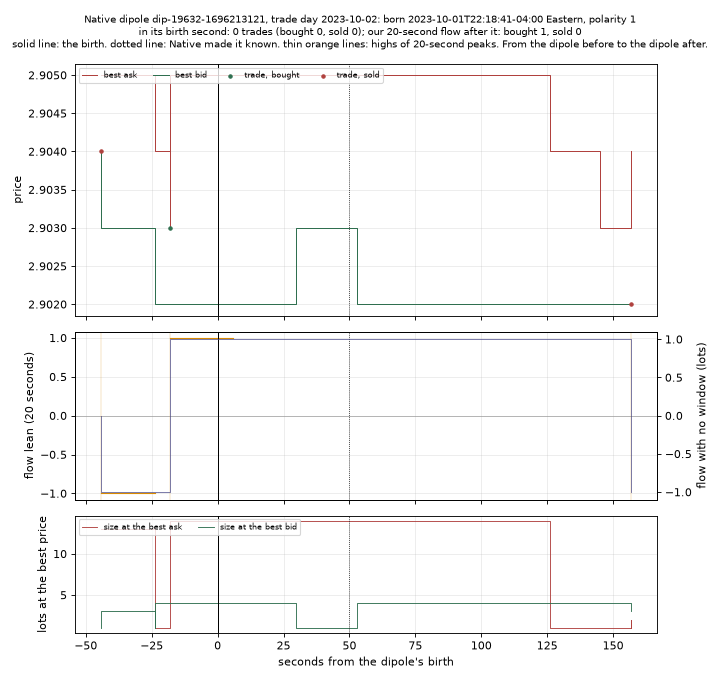 Native dipole dip-19632-1696213121, trade day 2023-10-02: born 2023-10-01T22:18:41-04:00 Eastern, polarity 1
in its birth second: 0 trades (bought 0, sold 0); our 20-second flow after it: bought 1, sold 0
solid line: the birth. dotted line: Native made it known. thin orange lines: highs of 20-second peaks. From the dipole before to the dipole after.
best ask best bid trade, bought trade, sold
2.9050
2.9045
2.9040
2.9035
2.9030
2.9025
2.9020
price
1.0
0.5
0.0
−0.5
−1.0
flow lean (20 seconds)
1.0
0.5
0.0
−0.5
−1.0
flow with no window (lots)
size at the best ask size at the best bid
10
5
lots at the best price
−50 −25 0 25 50 75 100 125 150
seconds from the dipole's birth